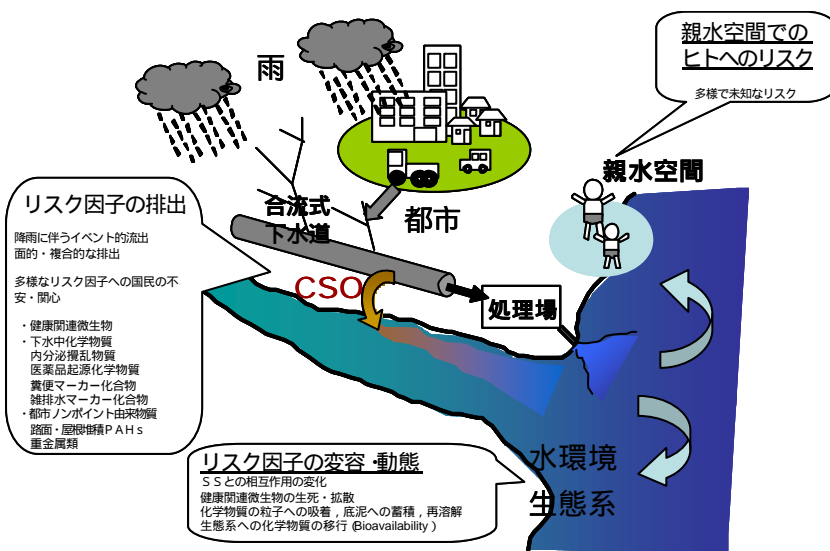 雨
親水空間での
ヒトへのリスク
多様で未知なリスク
親水空間
リスク因子の排出
降雨に伴うイベント的流出
面的・複合的な排出
多様なリスク因子への国民の不
安・関心
・健康関連微生物
・下水中化学物質
内分泌攪乱物質
医薬品起源化学物質
糞便マーカー化合物
雑排水マーカー化合物
・都市ノンポイント由来物質
路面・屋根堆積PAHs
重金属類
合流式
下水道
都市
CSO
処理場
リスク因子の変容・動態
SSとの相互作用の変化
健康関連微生物の生死・拡散
化学物質の粒子への吸着，底泥への蓄積，再溶解
生態系への化学物質の移行(Bioavailability)
水環境
生態系